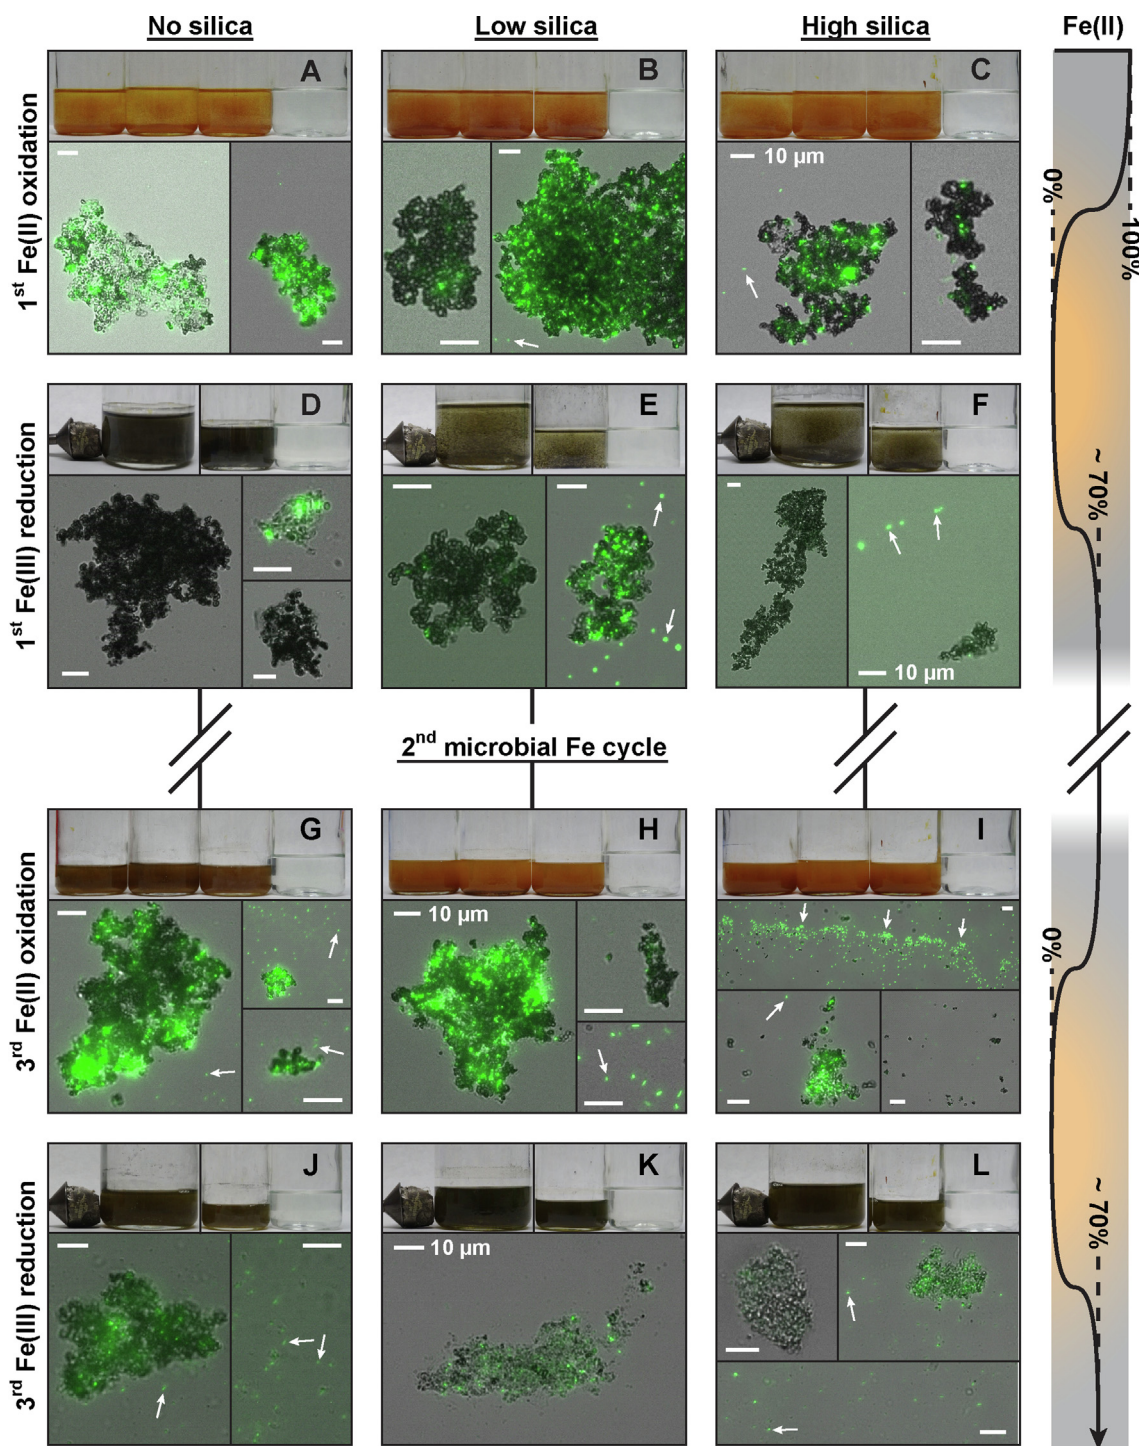 No silica
Low silica
High silica
Fe(II)
1st Fe(II) oxidation
A
B
C
10 µm
0%
100%
1st Fe(III) reduction
D
E
F
10 µm
~ 70%
2nd microbial Fe cycle
3rd Fe(II) oxidation
G
H
I
10 µm
0%
3rd Fe(III) reduction
J
K
L
10 µm
~ 70%